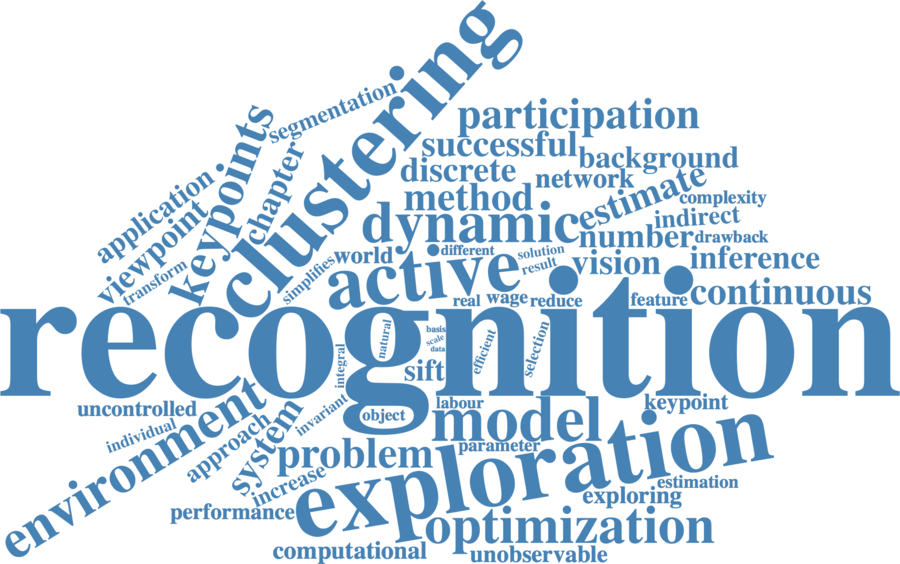 clustering
segmentation
participation
keypoints
successful
chapter
background
discrete
application
network
method
estimate
complexity
viewpoint
dynamic
indirect
number
drawback
different
solution
world
transform
simplifies
active
result
vision
inference
real
wage
reduce
feature
continuous
recognition
natural
basis
scale
data
integral
efficient
selection
sift
uncontrolled
environment
invariant
object
labour
keypoint
model
individual
approach
system
problem
parameter
exploration
increase
estimation
exploring
performance
optimization
computational
unobservable